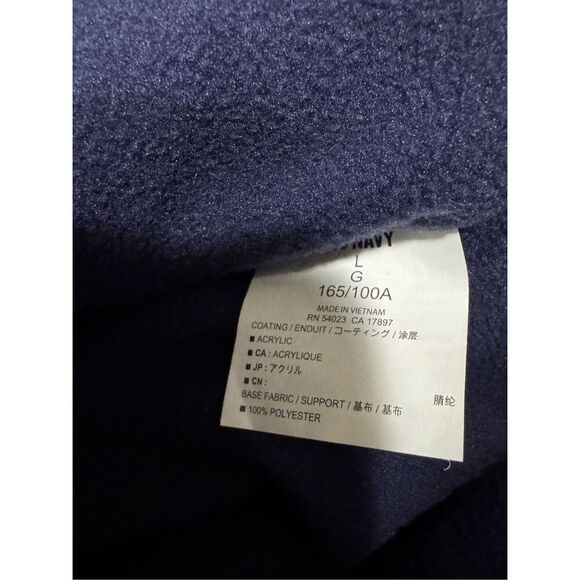 NAVY
L
G
165/100A
MADE IN VIETNAM
RN 54023 CA 17897
COATING / ENDUIT / コーティング / 涂层
■ ACRYLIC
■ CA : ACRYLIQUE
■ JP : アクリル
■ CN : 腈纶
BASE FABRIC / SUPPORT / 基布 / 基布
■ 100% POLYESTER